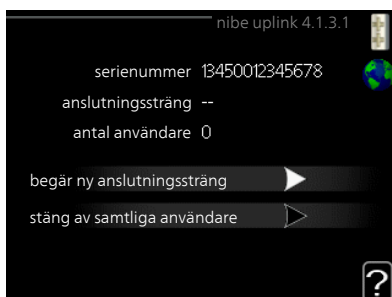 nibe uplink 4.1.3.1
serienummer 13450012345678
anslutningssträng --
antal användare 0
begär ny anslutningssträng
stäng av samtliga användare
?